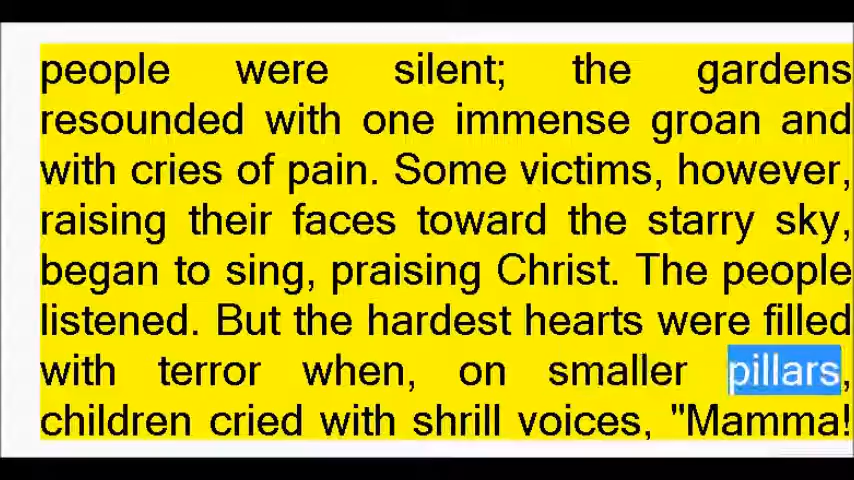 people were silent; the gardens
resounded with one immense groan and
with cries of pain. Some victims, however,
raising their faces toward the starry sky,
began to sing, praising Christ. The people
listened. But the hardest hearts were filled
with terror when, on smaller pillars,
children cried with shrill voices, "Mamma!